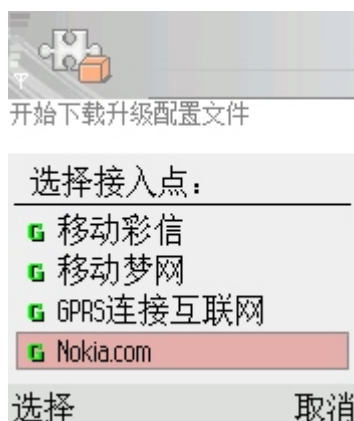 开始下载升级配置文件
选择接入点：
移动彩信
移动梦网
GPRS连接互联网
Nokia.com
选择 取消